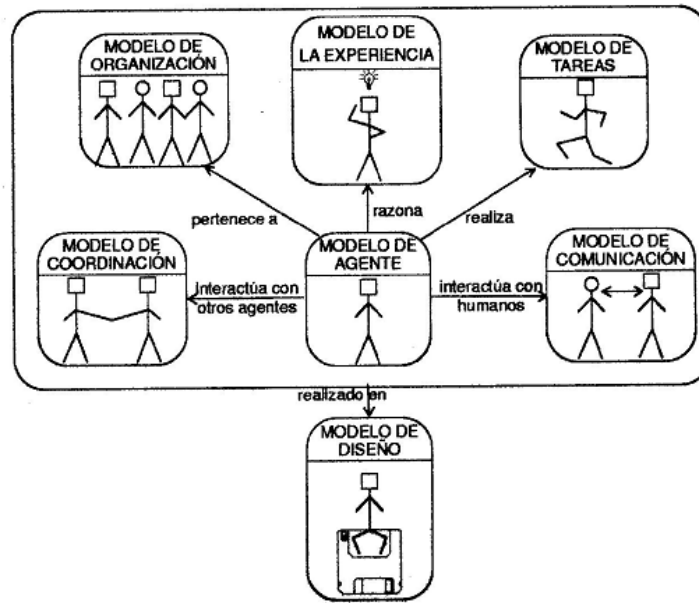 MODELO DE
ORGANIZACIÓN
MODELO DE
LA EXPERIENCIA
MODELO DE
TAREAS
pertenece a
razona
realiza
MODELO DE
COORDINACIÓN
Interactúa con
otros agentes
MODELO DE
AGENTE
interactúa con
humanos
MODELO DE
COMUNICACIÓN
realizado en
MODELO DE
DISEÑO